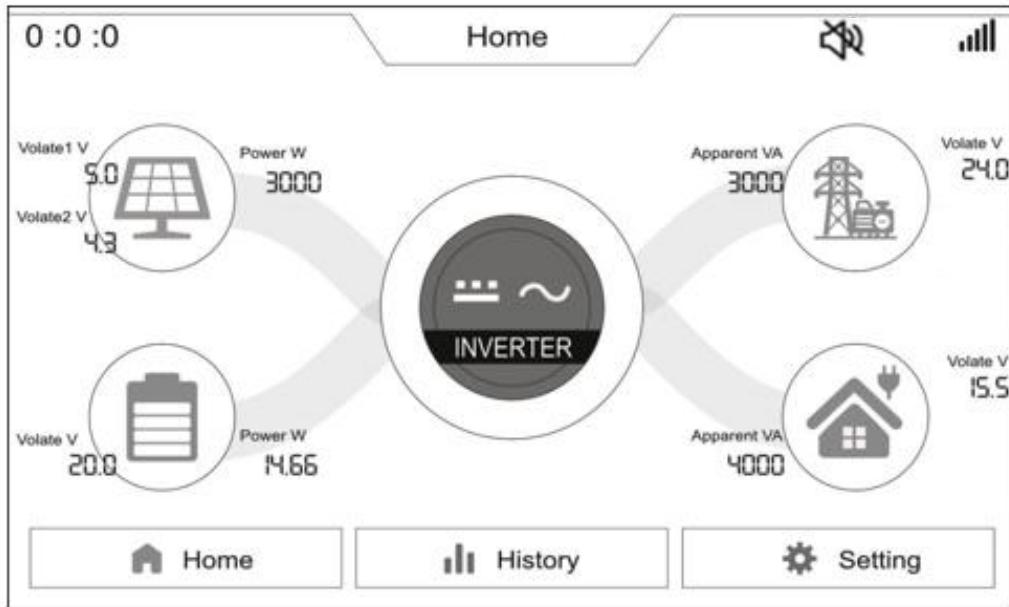 0 :0 :0
Home
Volate1 V
5.0
Volate2 V
4.3
Power W
3000
Apparent VA
3000
Volate V
24.0
INVERTER
Volate V
20.0
Power W
14.66
Apparent VA
4000
Volate V
15.5
Home
History
Setting